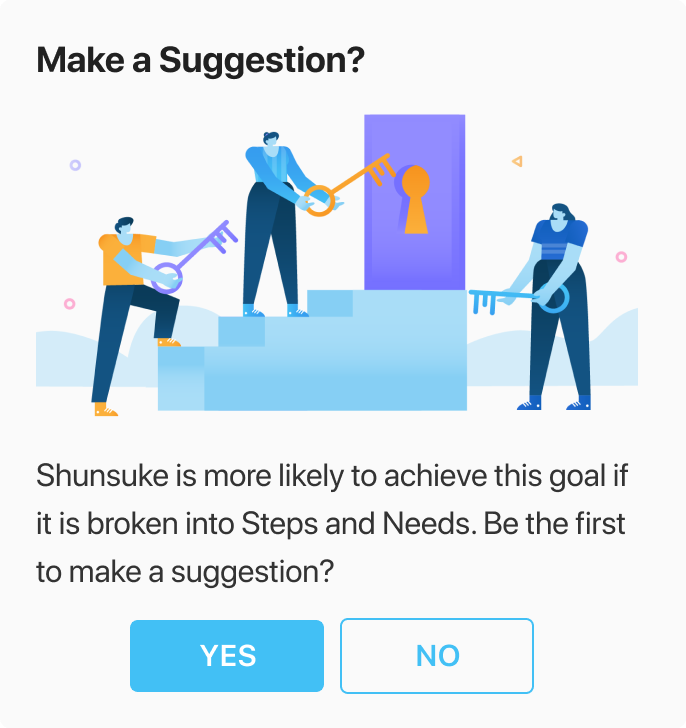 Make a Suggestion?
Shunsuke is more likely to achieve this goal if
it is broken into Steps and Needs. Be the first
to make a suggestion?
YES
NO